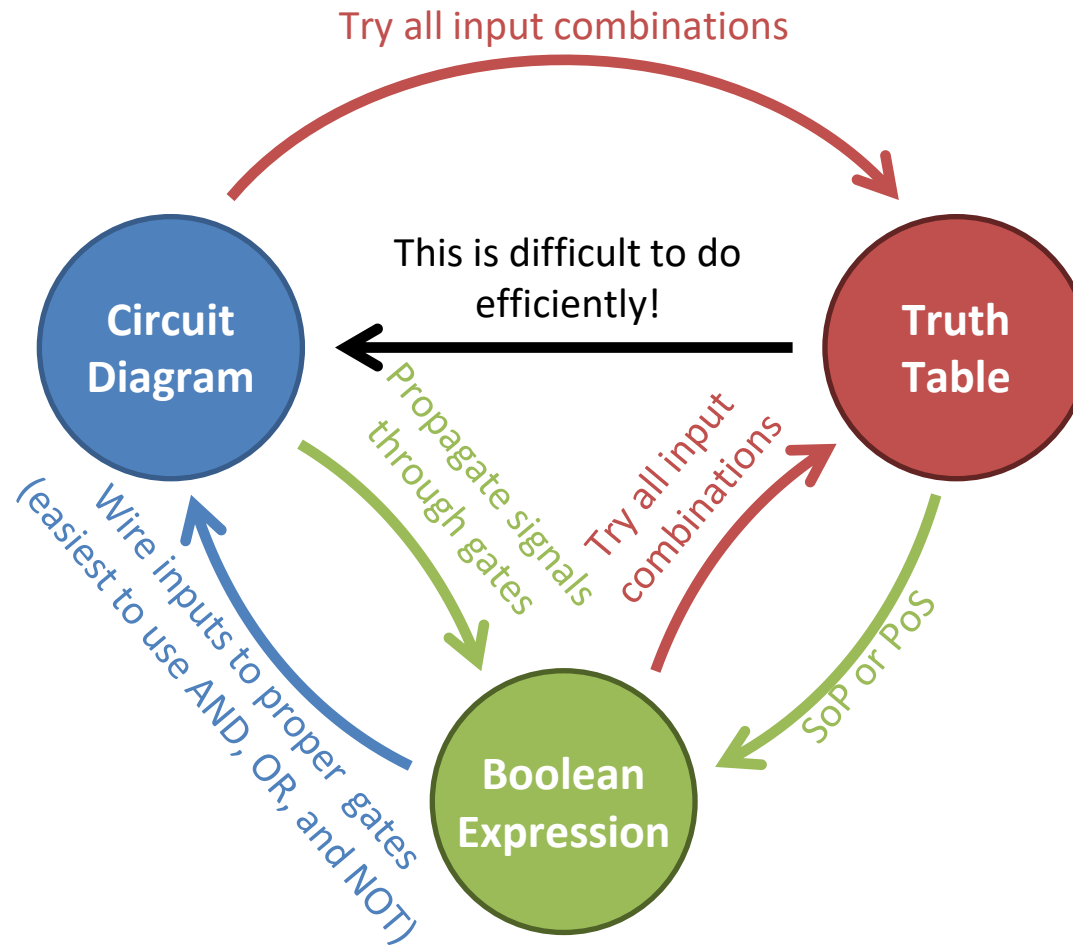 Try all input combinations
This is difficult to do
efficiently!
Circuit
Diagram
Truth
Table
Propagate signals
through gates
Try all input
combinations
Wire inputs to proper gates
(easiest to use AND, OR, and NOT)
SoP or PoS
Boolean
Expression